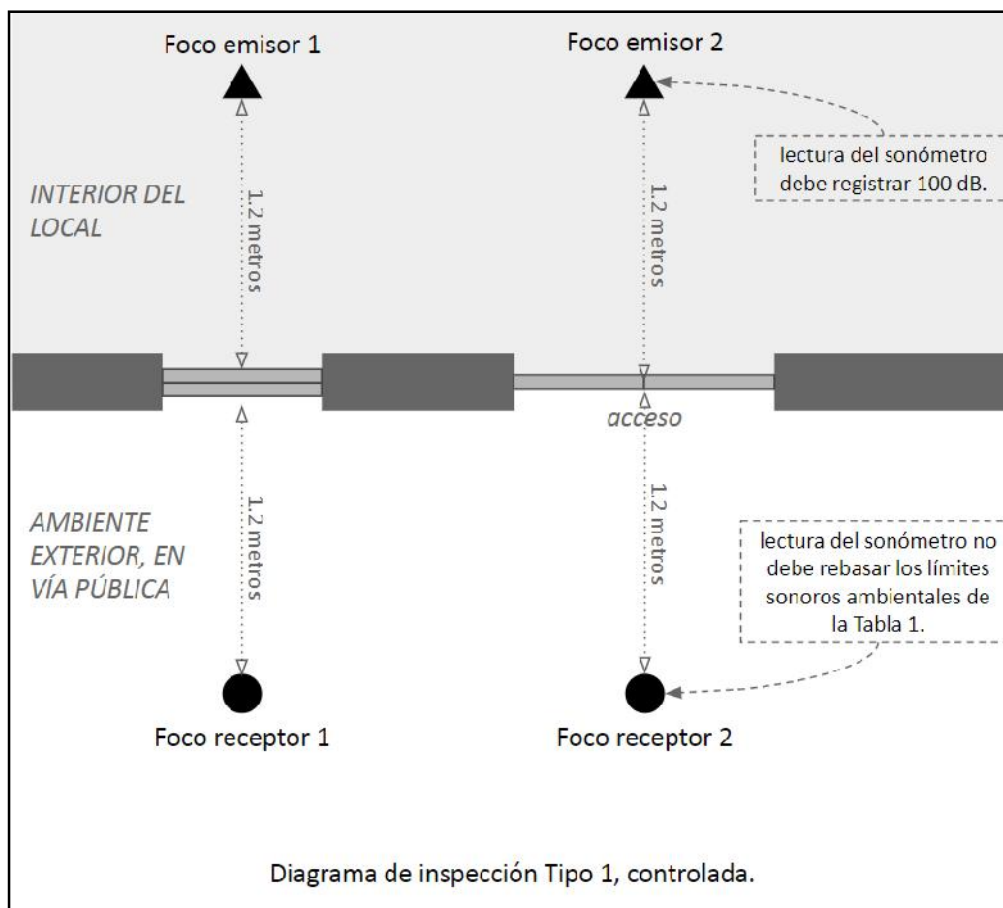 Foco emisor 1
Foco emisor 2
lectura del sonómetro
debe registrar 100 dB.
INTERIOR DEL
LOCAL
1.2 metros
1.2 metros
acceso
AMBIENTE
EXTERIOR, EN
VÍA PÚBLICA
1.2 metros
1.2 metros
lectura del sonómetro no
debe rebasar los límites
sonoros ambientales de
la Tabla 1.
Foco receptor 1
Foco receptor 2
Diagrama de inspección Tipo 1, controlada.